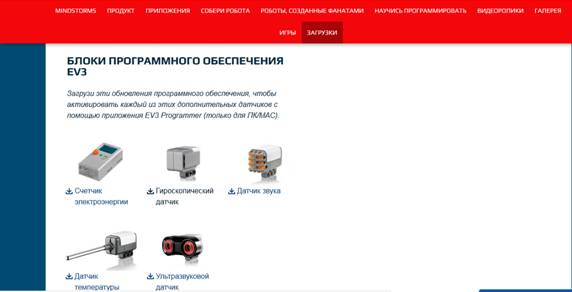 MINDSTORMS ПРОДУКТ ПРИЛОЖЕНИЯ СОБЕРИ РОБОТА РОБОТЫ, СОЗДАННЫЕ ФАНАТАМИ НАУЧИСЬ ПРОГРАММИРОВАТЬ ВИДЕОРОЛИКИ ГАЛЕРЕЯ
ИГРЫ ЗАГРУЗКИ
БЛОКИ ПРОГРАММНОГО ОБЕСПЕЧЕНИЯ
EV3
Загрузи эти обновления программного обеспечения, чтобы
активировать каждый из этих дополнительных датчиков с
помощью приложения EV3 Programmer (только для ПК/MAC).
Счетчик
электроэнергии
Гироскопический
датчик
Датчик звука
Датчик
температуры
Ультразвуковой
датчик